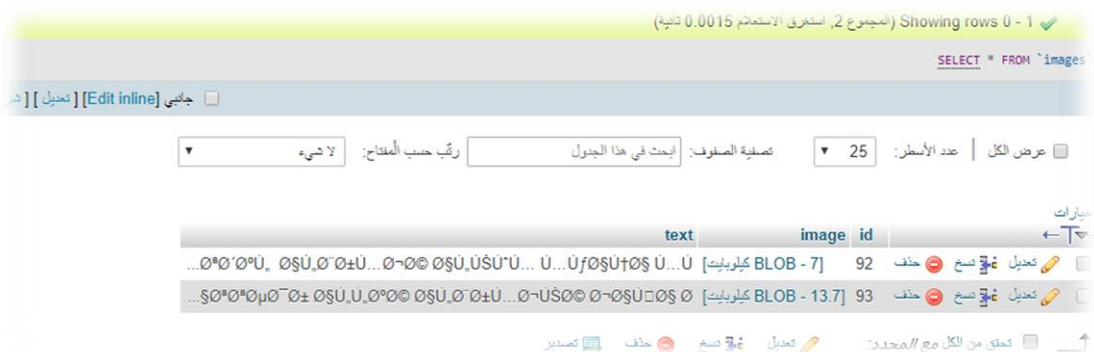 Showing rows 0 - 1 (المجموع 2, استغرق الاستعلام 0.0015 ثانية)
SELECT * FROM `images`
جانبي [Edit inline] [ تعديل ] [
عرض الكل | عدد الأسطر: 25 تصفية الصفوف: ابحث في هذا الجدول رتّب حسب المفتاح: لا شيء
خيارات
←T→ id image text
تعديل نسخ حذف 92 [BLOB - 7 كيلوبايت]
تعديل نسخ حذف 93 [BLOB - 13.7 كيلوبايت]
تحقق من الكل مع المحدد: تعديل نسخ حذف تصدير